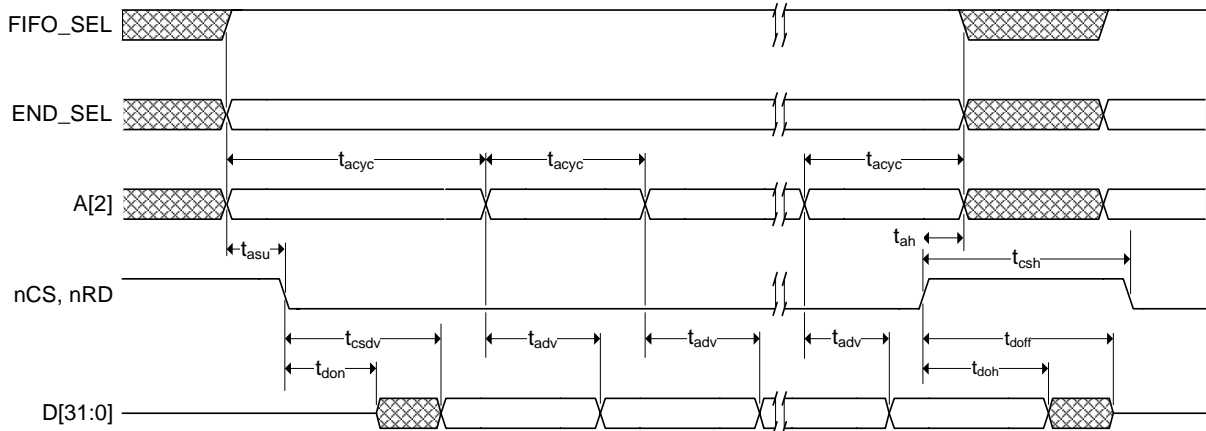 FIFO_SEL
END_SEL
tacyc tacyc tacyc
A[2]
tasu tah
tcsh
nCS, nRD
tcsdv tadv tadv tadv tdoff
tdon tdoh
D[31:0]